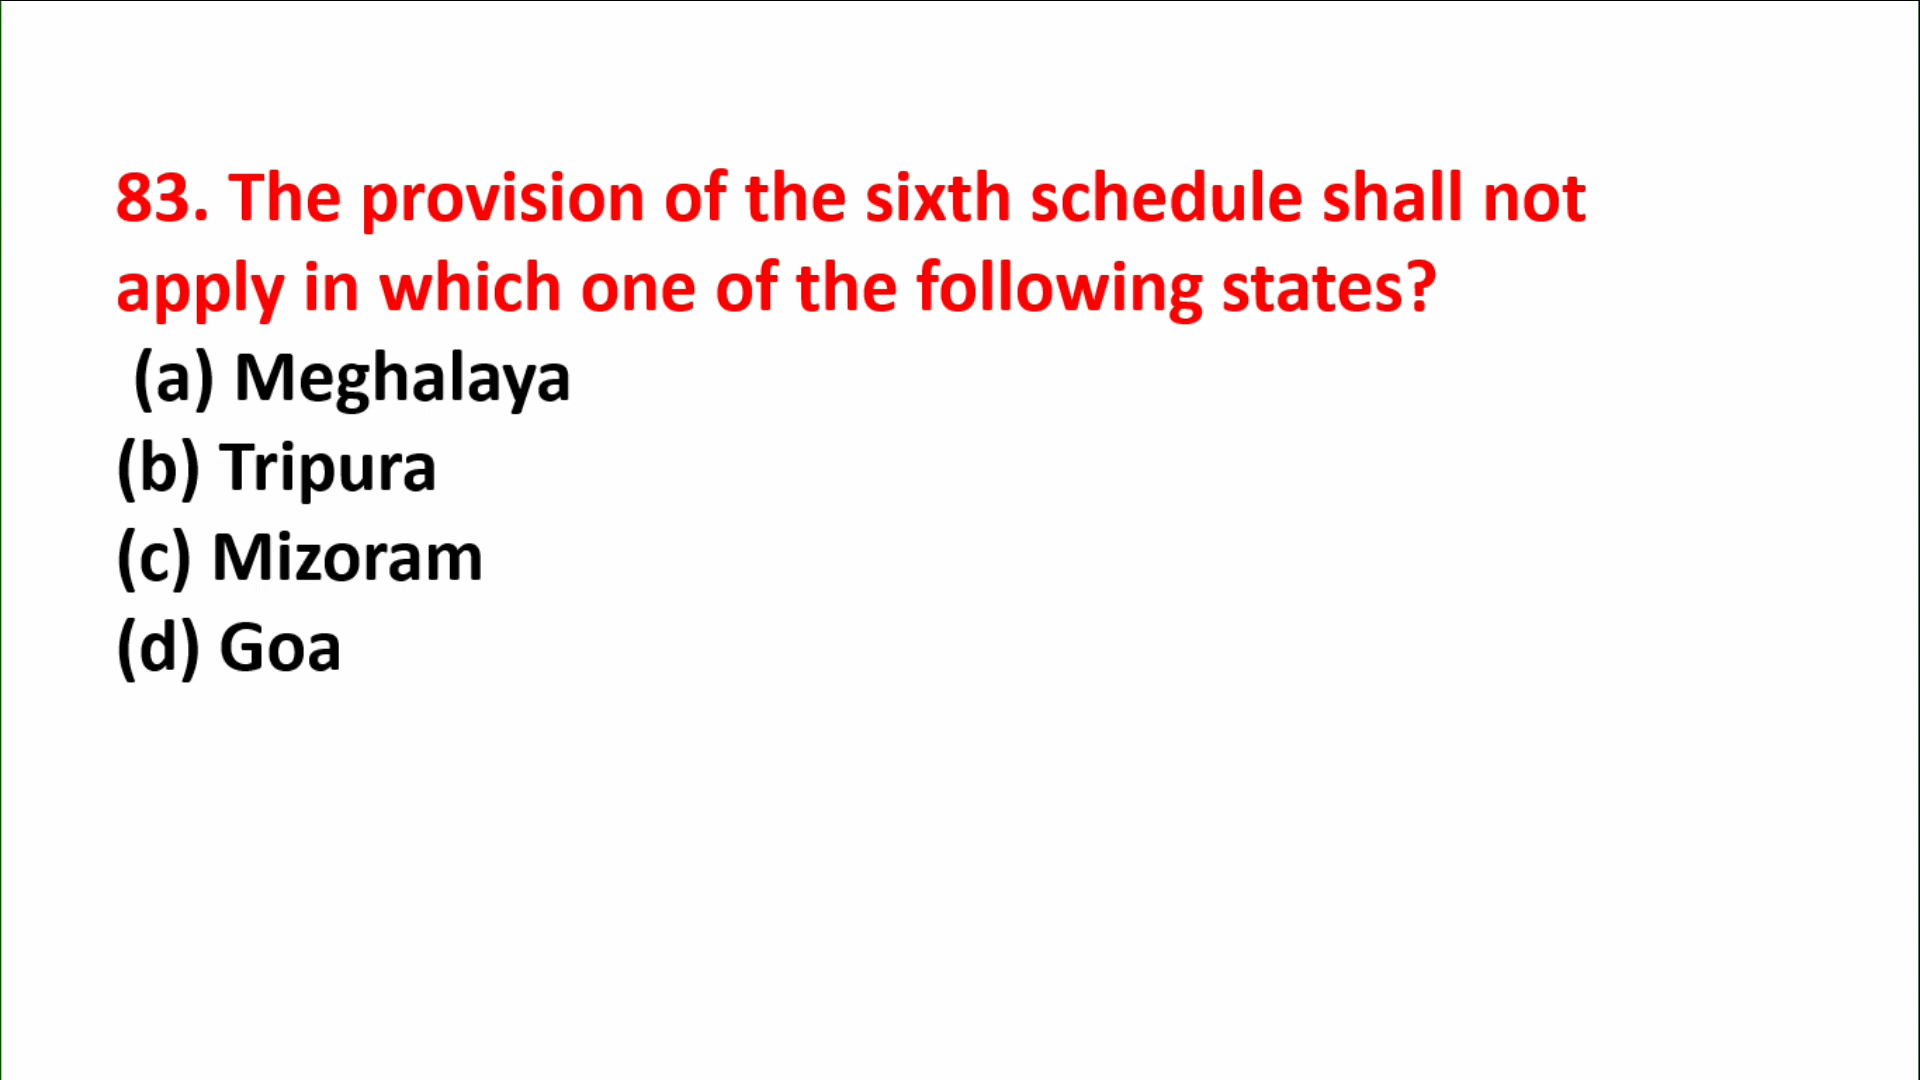 83. The provision of the sixth schedule shall not
apply in which one of the following states?
(a) Meghalaya
(b) Tripura
(c) Mizoram
(d) Goa